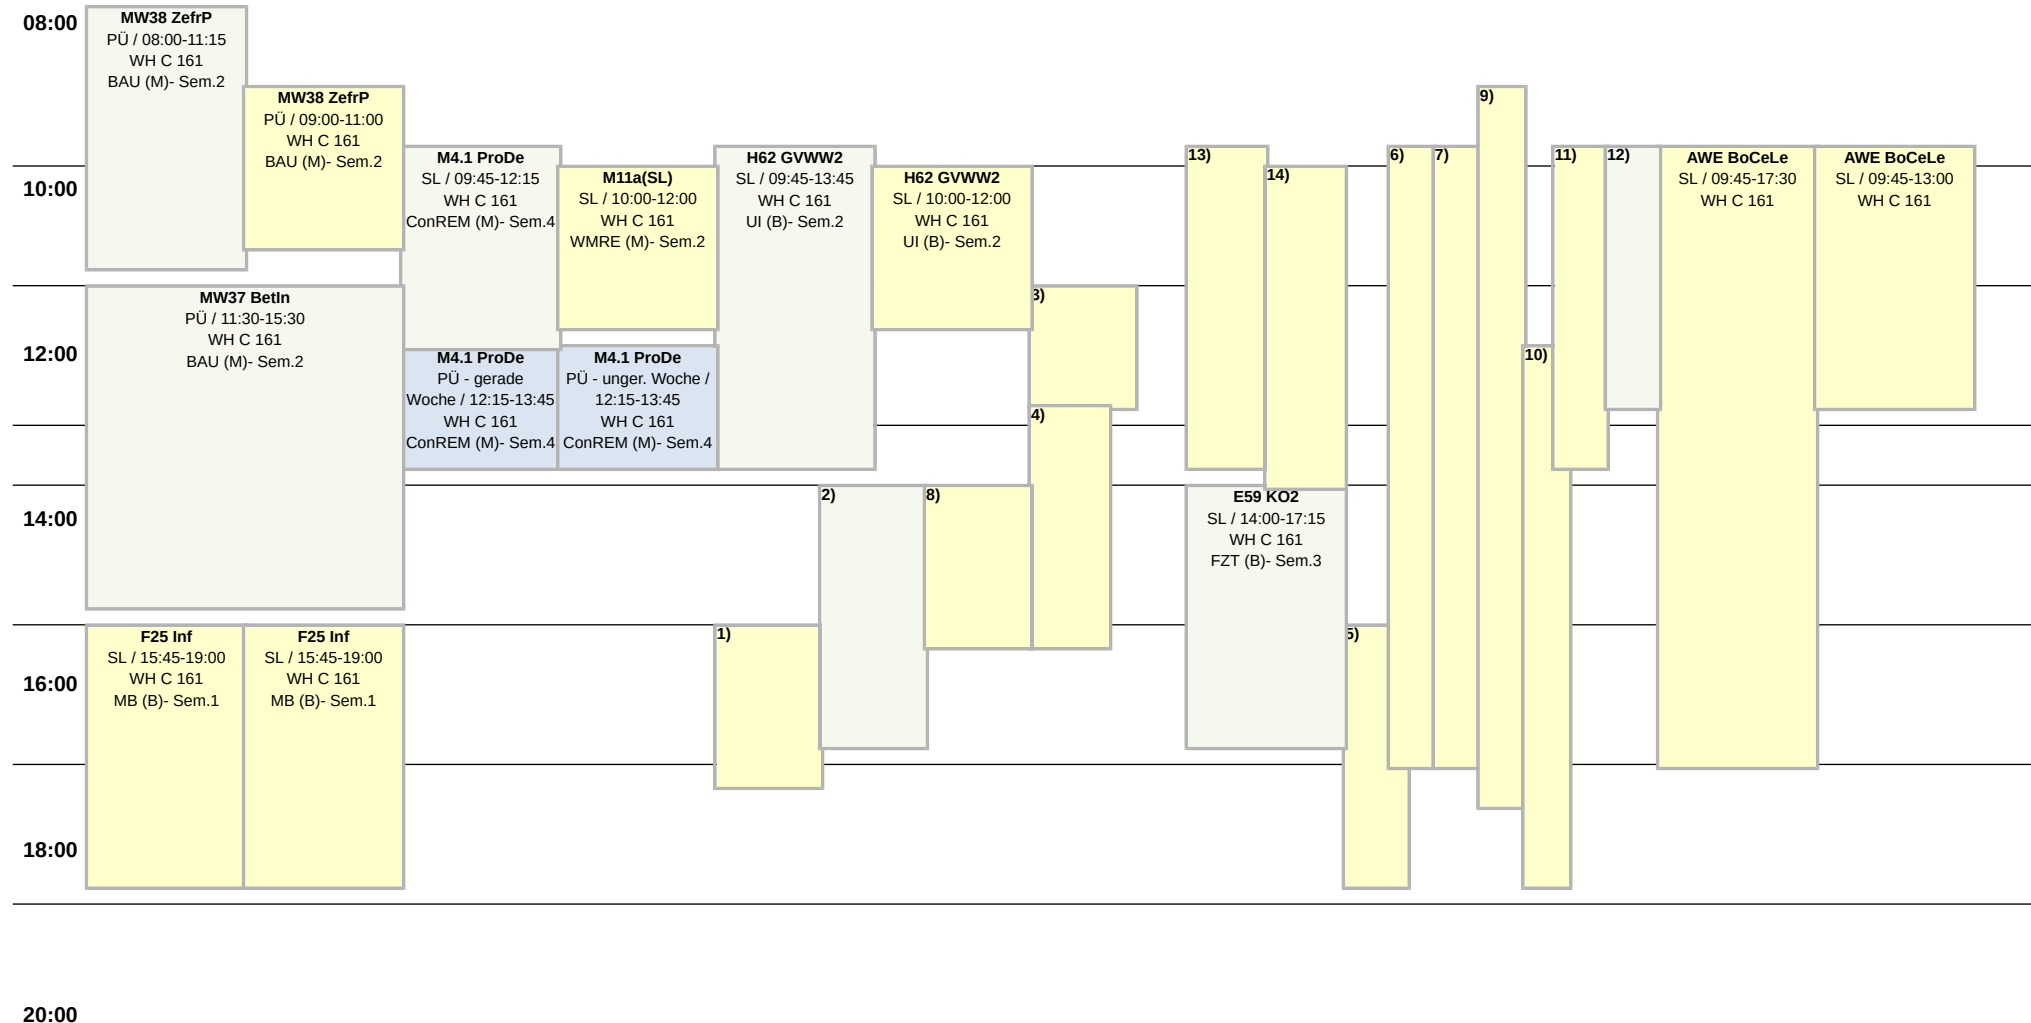 08:00
10:00
12:00
14:00
16:00
18:00
20:00
MW38 ZefrP
PÜ / 08:00-11:15
WH C 161
BAU (M)- Sem.2
MW38 ZefrP
PÜ / 09:00-11:00
WH C 161
BAU (M)- Sem.2
MW37 BetIn
PÜ / 11:30-15:30
WH C 161
BAU (M)- Sem.2
F25 Inf
SL / 15:45-19:00
WH C 161
MB (B)- Sem.1
F25 Inf
SL / 15:45-19:00
WH C 161
MB (B)- Sem.1
M4.1 ProDe
SL / 09:45-12:15
WH C 161
ConREM (M)- Sem.4
M11a(SL)
SL / 10:00-12:00
WH C 161
WMRE (M)- Sem.2
M4.1 ProDe
PÜ - gerade
Woche / 12:15-13:45
WH C 161
ConREM (M)- Sem.4
M4.1 ProDe
PÜ - unger. Woche /
12:15-13:45
WH C 161
ConREM (M)- Sem.4
H62 GVWW2
SL / 09:45-13:45
WH C 161
UI (B)- Sem.2
H62 GVWW2
SL / 10:00-12:00
WH C 161
UI (B)- Sem.2
3)
4)
2)
8)
1)
13)
14)
E59 KO2
SL / 14:00-17:15
WH C 161
FZT (B)- Sem.3
5)
6)
7)
9)
10)
11)
12)
AWE BoCeLe
SL / 09:45-17:30
WH C 161
AWE BoCeLe
SL / 09:45-13:00
WH C 161